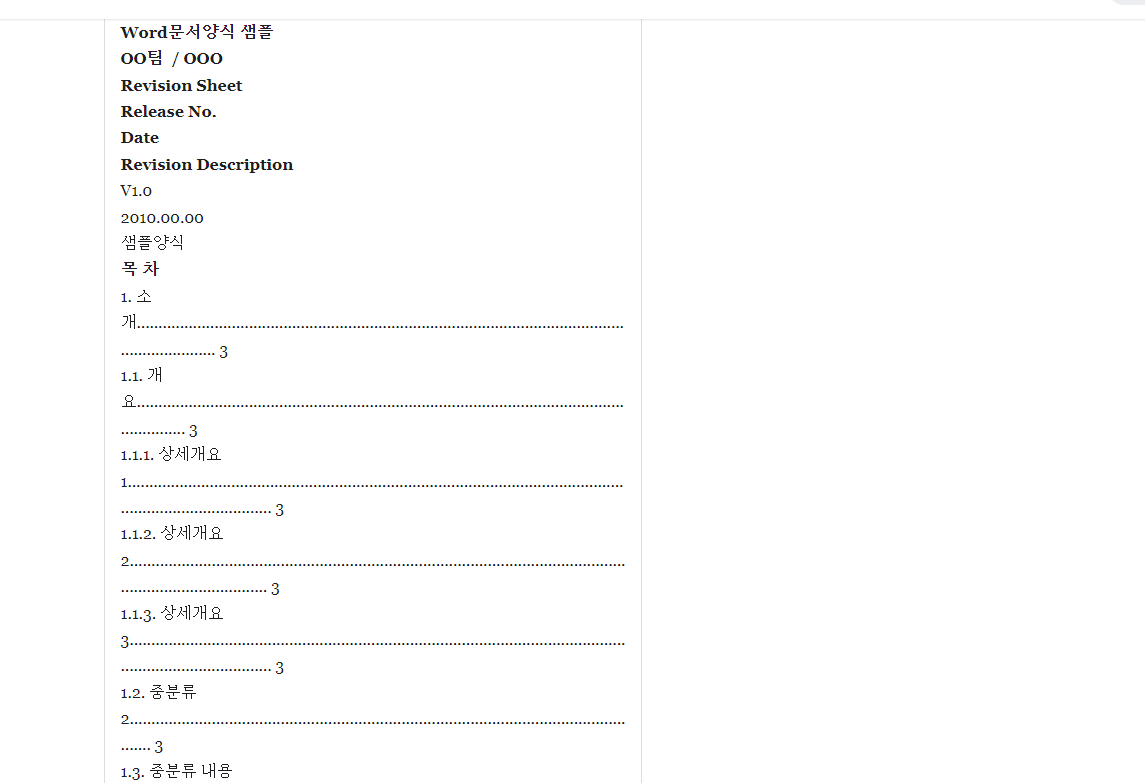 Word문서양식 샘플
OO팀 / OOO
Revision Sheet
Release No.
Date
Revision Description
V1.0
2010.00.00
샘플양식
목 차
1. 소
개.................................................................................................................
...................... 3
1.1. 개
요.................................................................................................................
............... 3
1.1.1. 상세개요
1...................................................................................................................
................................... 3
1.1.2. 상세개요
2...................................................................................................................
.................................. 3
1.1.3. 상세개요
3...................................................................................................................
................................... 3
1.2. 중분류
2...................................................................................................................
....... 3
1.3. 중분류 내용